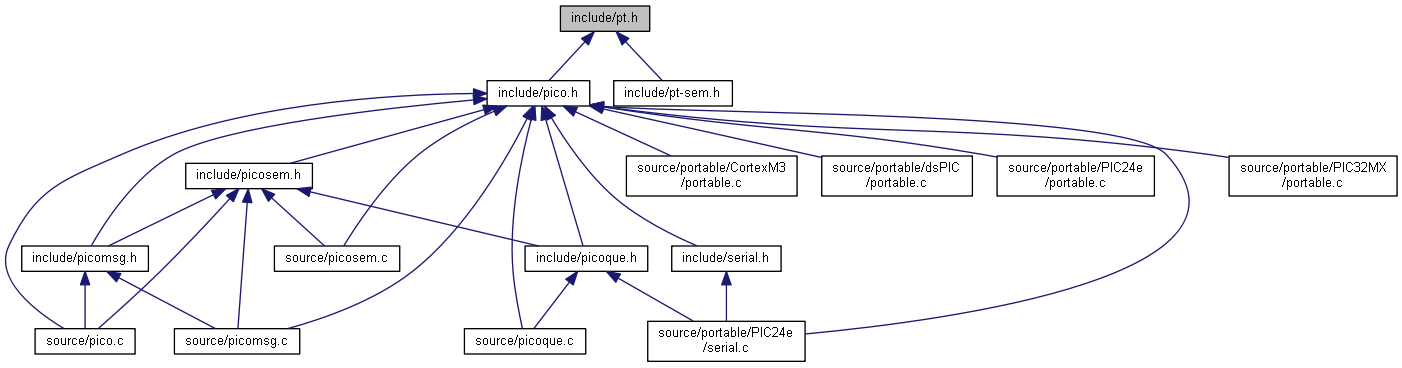 include/pt.h
include/pico.h
include/pt-sem.h
include/picosem.h
source/portable/CortexM3
/portable.c
source/portable/dsPIC
/portable.c
source/portable/PIC24e
/portable.c
source/portable/PIC32MX
/portable.c
include/picomsg.h
source/picosem.c
include/picoque.h
include/serial.h
source/pico.c
source/picomsg.c
source/picoque.c
source/portable/PIC24e
/serial.c